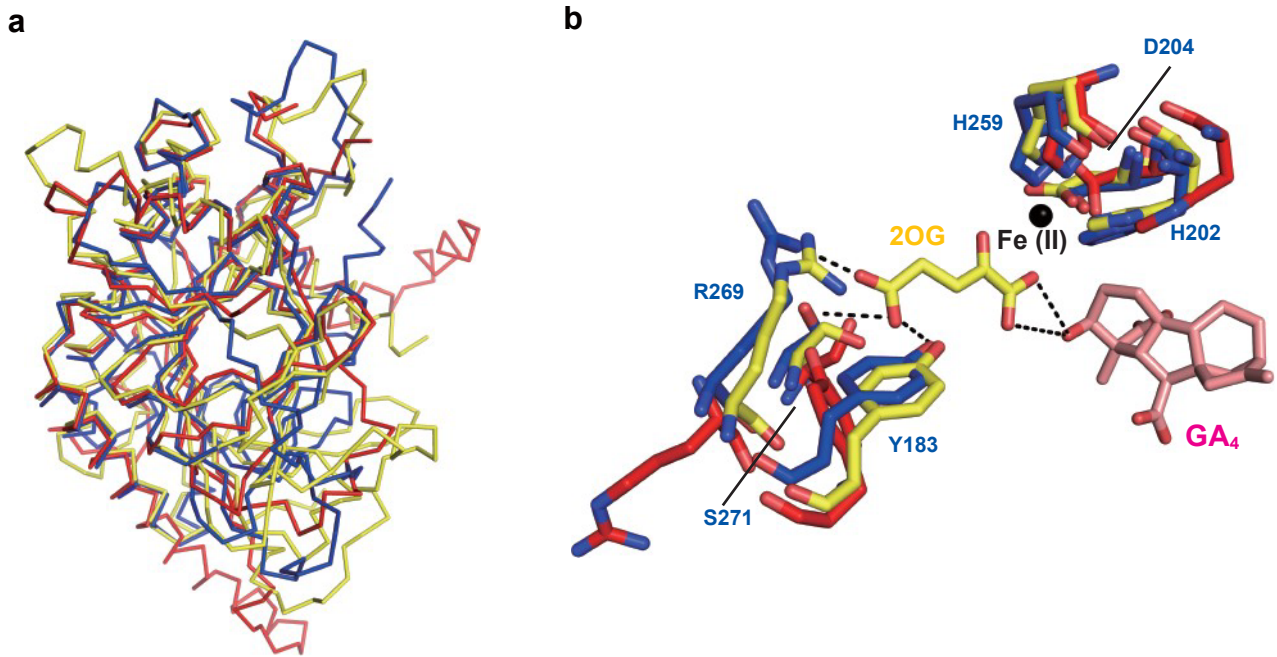 a
b
D204
H259
H202
2OG
Fe (II)
R269
Y183
S271
GA₄